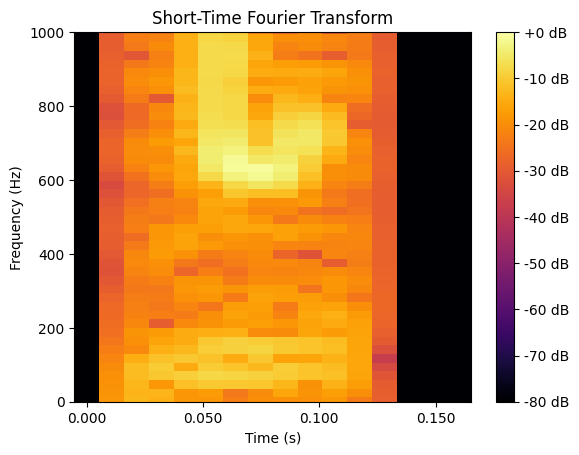 Short-Time Fourier Transform
1000
800
600
400
200
0
Frequency (Hz)
0.000
0.050
0.100
0.150
Time (s)
+0 dB
-10 dB
-20 dB
-30 dB
-40 dB
-50 dB
-60 dB
-70 dB
-80 dB